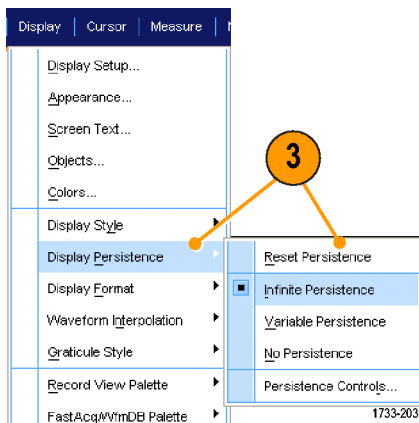 Display Cursor Measure
Display Setup...
Appearance...
Screen Text...
Objects...
Colors...
3
Display Style
Display Persistence
Reset Persistence
Display Format
Infinite Persistence
Waveform Interpolation
Variable Persistence
Graticule Style
No Persistence
Record View Palette
Persistence Controls...
FastAcq/WfmDB Palette
1733-203